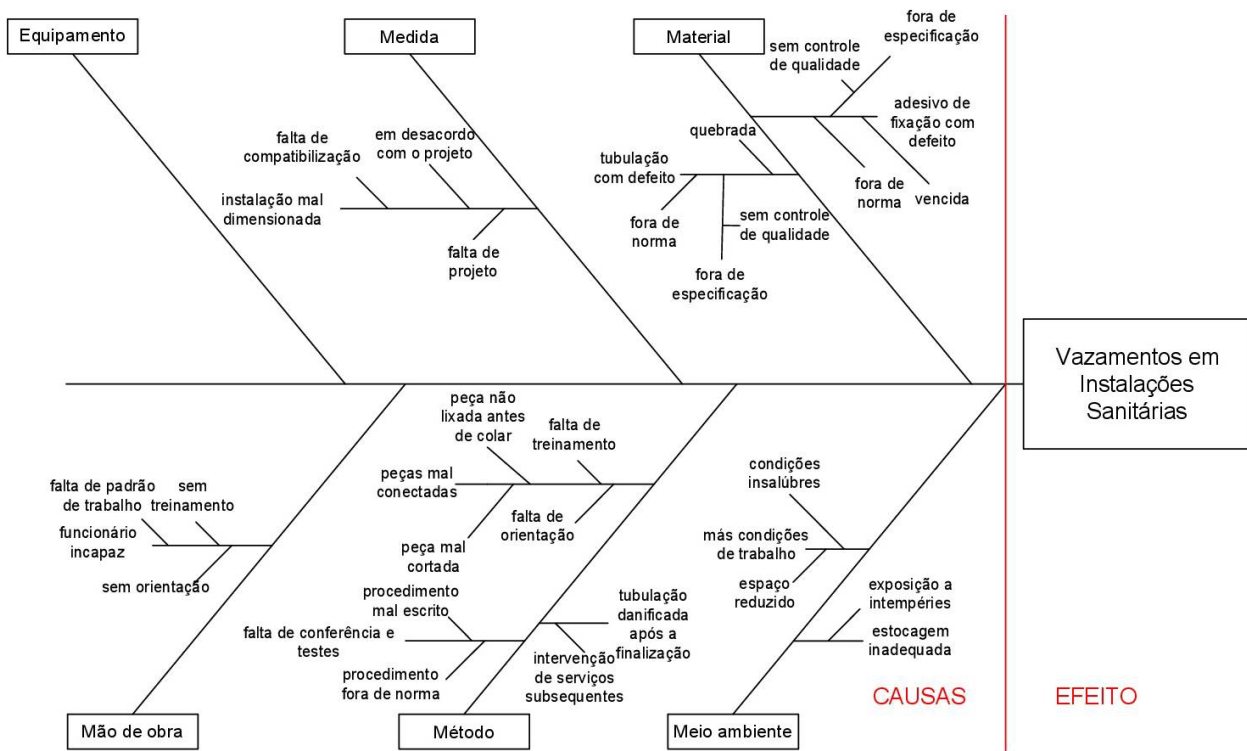 Equipamento
Medida
Material
fora de
especificação
sem controle
de qualidade
adesivo de
fixação com
defeito
quebrada
em desacordo
com o projeto
falta de
compatibilização
tubulação
com defeito
instalação mal
dimensionada
fora de
norma
vencida
fora de
norma
sem controle
de qualidade
falta de
projeto
fora de
especificação
Vazamentos em
Instalações
Sanitárias
peça não
lixada antes
de colar
falta de
treinamento
peças mal
conectadas
condições
insalúbres
falta de padrão
de trabalho
sem
treinamento
falta de
orientação
funcionário
incapaz
más condições
de trabalho
peça mal
cortada
sem orientação
espaço
reduzido
exposição a
intempéries
procedimento
mal escrito
tubulação
danificada
após a
finalização
falta de conferência e
testes
estocagem
inadequada
intervenção
de serviços
subsequentes
procedimento
fora de norma
CAUSAS
EFEITO
Mão de obra
Método
Meio ambiente